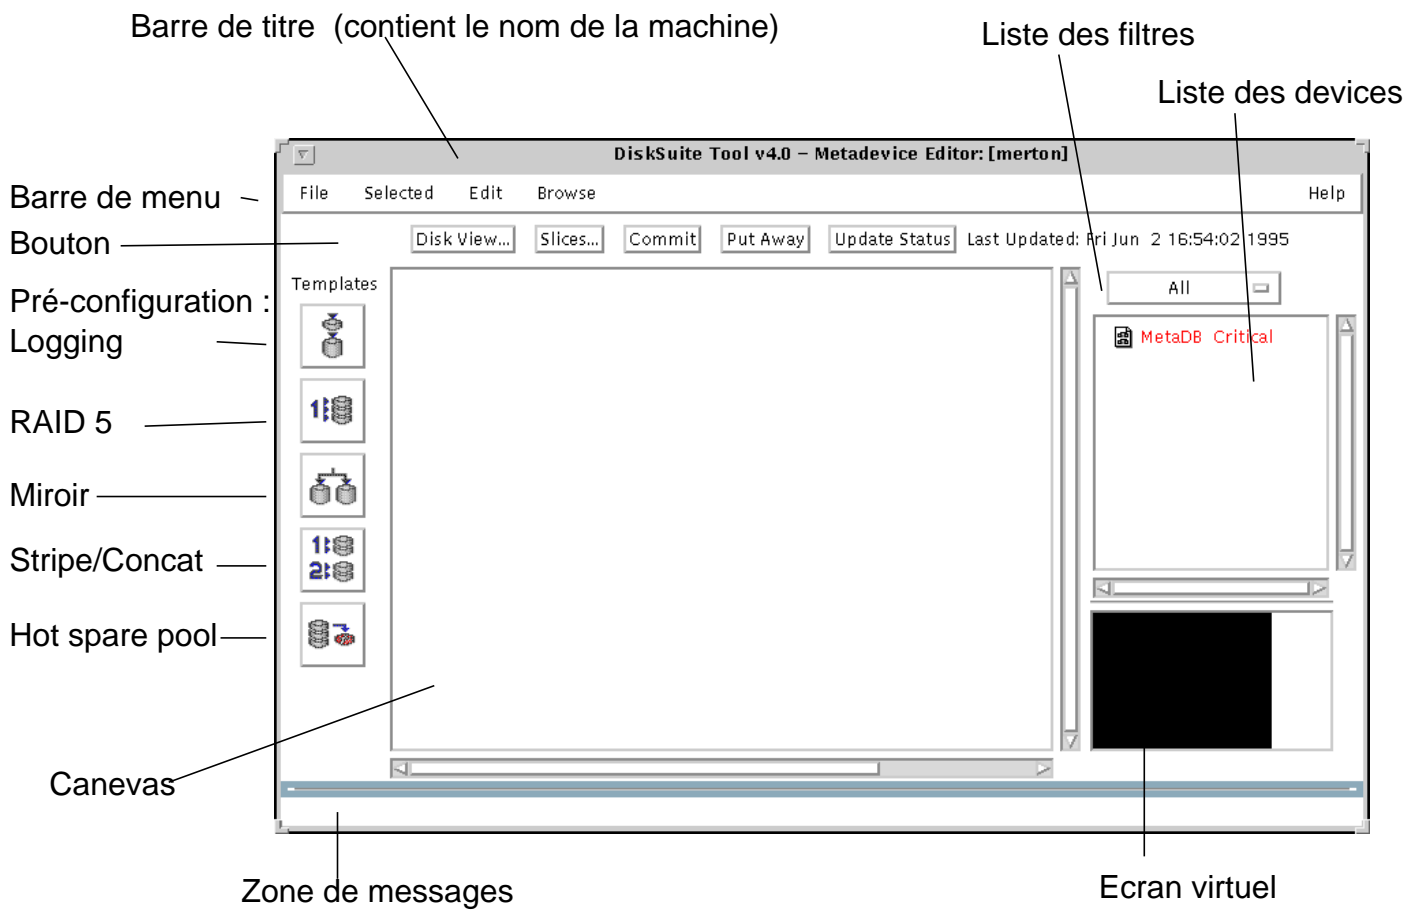 Barre de titre  (contient le nom de la machine)
Liste des filtres
Liste des devices
DiskSuite Tool v4.0 – Metadevice Editor: [merton]
Barre de menu
File Selected Edit Browse Help
Bouton
Disk View... Slices... Commit Put Away Update Status Last Updated: Fri Jun  2 16:54:02 1995
Templates
All
Pré-configuration :
Logging
MetaDB  Critical
1
RAID 5
Miroir
1
2
Stripe/Concat
Hot spare pool
Canevas
Zone de messages
Ecran virtuel